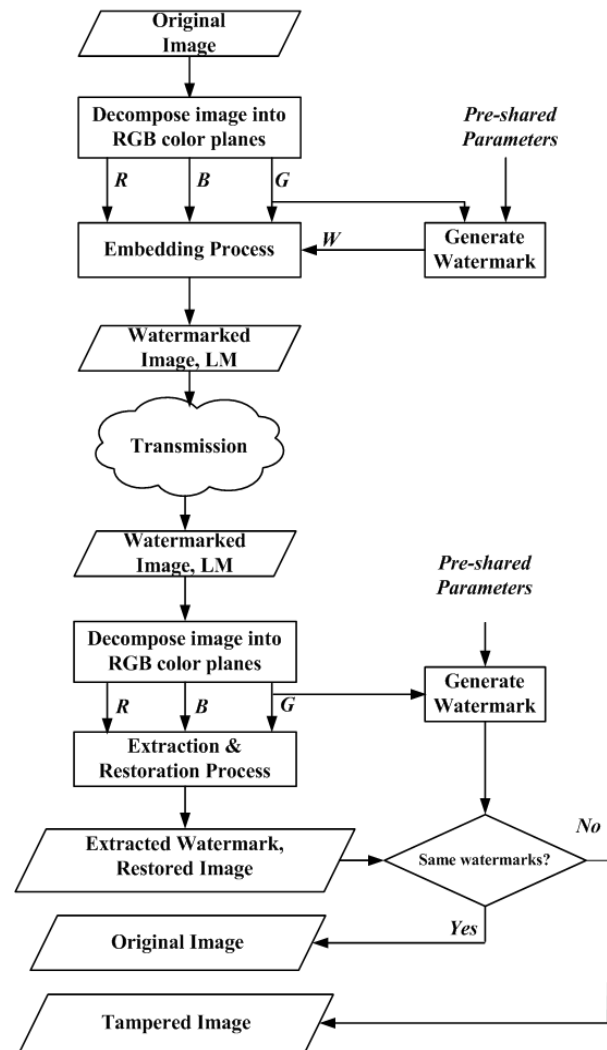 Original
Image
Decompose image into
RGB color planes
Pre-shared
Parameters
R
B
G
Embedding Process
W
Generate
Watermark
Watermarked
Image, LM
Transmission
Watermarked
Image, LM
Pre-shared
Parameters
Decompose image into
RGB color planes
Generate
Watermark
R
B
G
Extraction &
Restoration Process
Extracted Watermark,
Restored Image
Same watermarks?
No
Yes
Original Image
Tampered Image